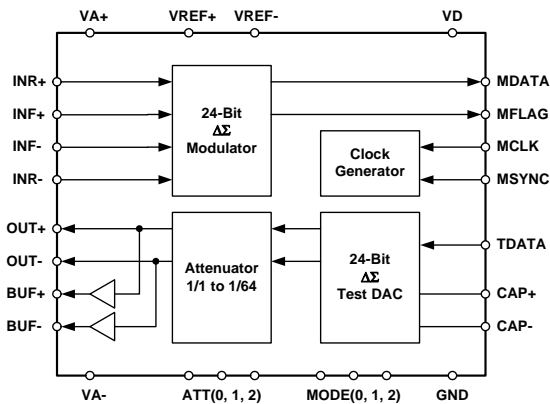 VA+ VREF+ VREF- VD
INR+
INF+
INF-
INR-
24-Bit
ΔΣ
Modulator
MDATA
MFLAG
MCLK
MSYNC
Clock
Generator
OUT+
OUT-
BUF+
BUF-
Attenuator
1/1 to 1/64
24-Bit
ΔΣ
Test DAC
TDATA
CAP+
CAP-
VA- ATT(0, 1, 2) MODE(0, 1, 2) GND